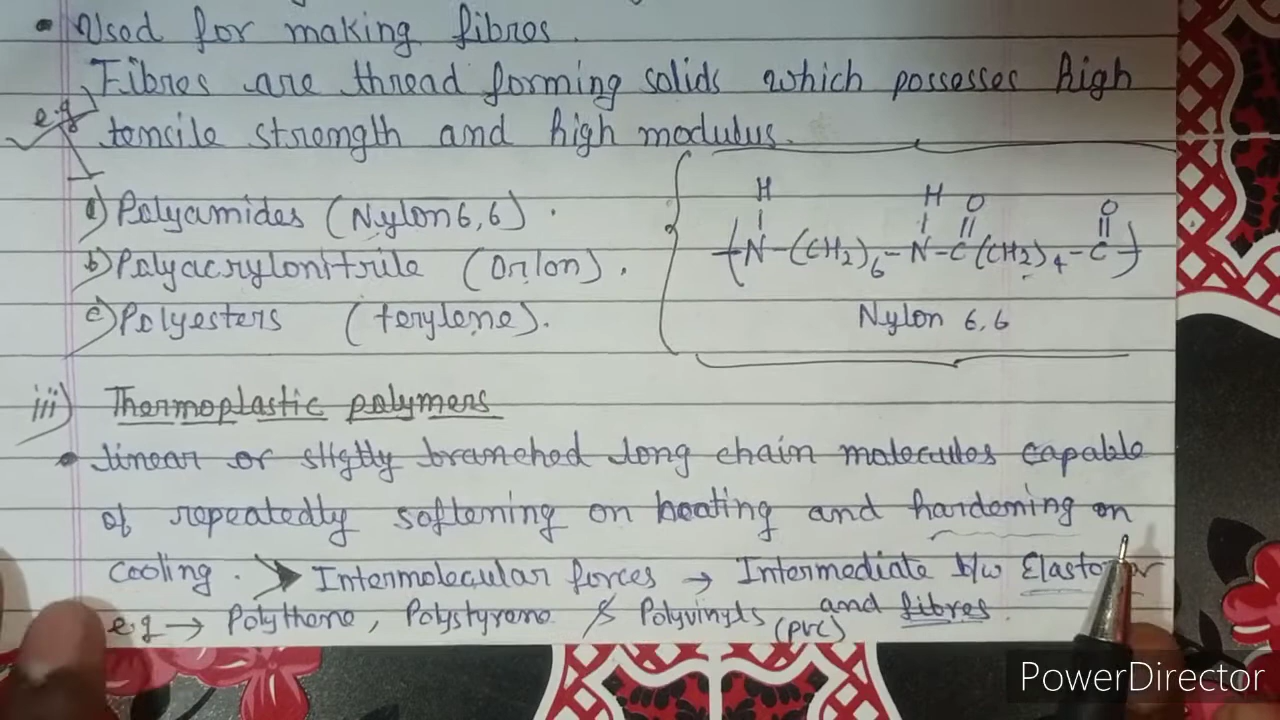 • Used for making fibres.
Fibres are thread forming solids which possesses high
e.g tensile strength and high modulus.
a) Polyamides (Nylon 6,6).
b) Polyacrylonitrile (Orlon).
c) Polyesters (terylene).
H H O O
(N-(CH2)6-N-C(CH2)4-C)
Nylon 6,6
iii) Thermoplastic polymers
• linear or sligtly branched long chain molecules capable
of repeatedly softening on heating and hardening on
cooling. > Intermolecular forces → Intermediate b/w
e.g → Polythene, Polystyrene & Polyvinyls and fibres.
(PVC)
PowerDirector